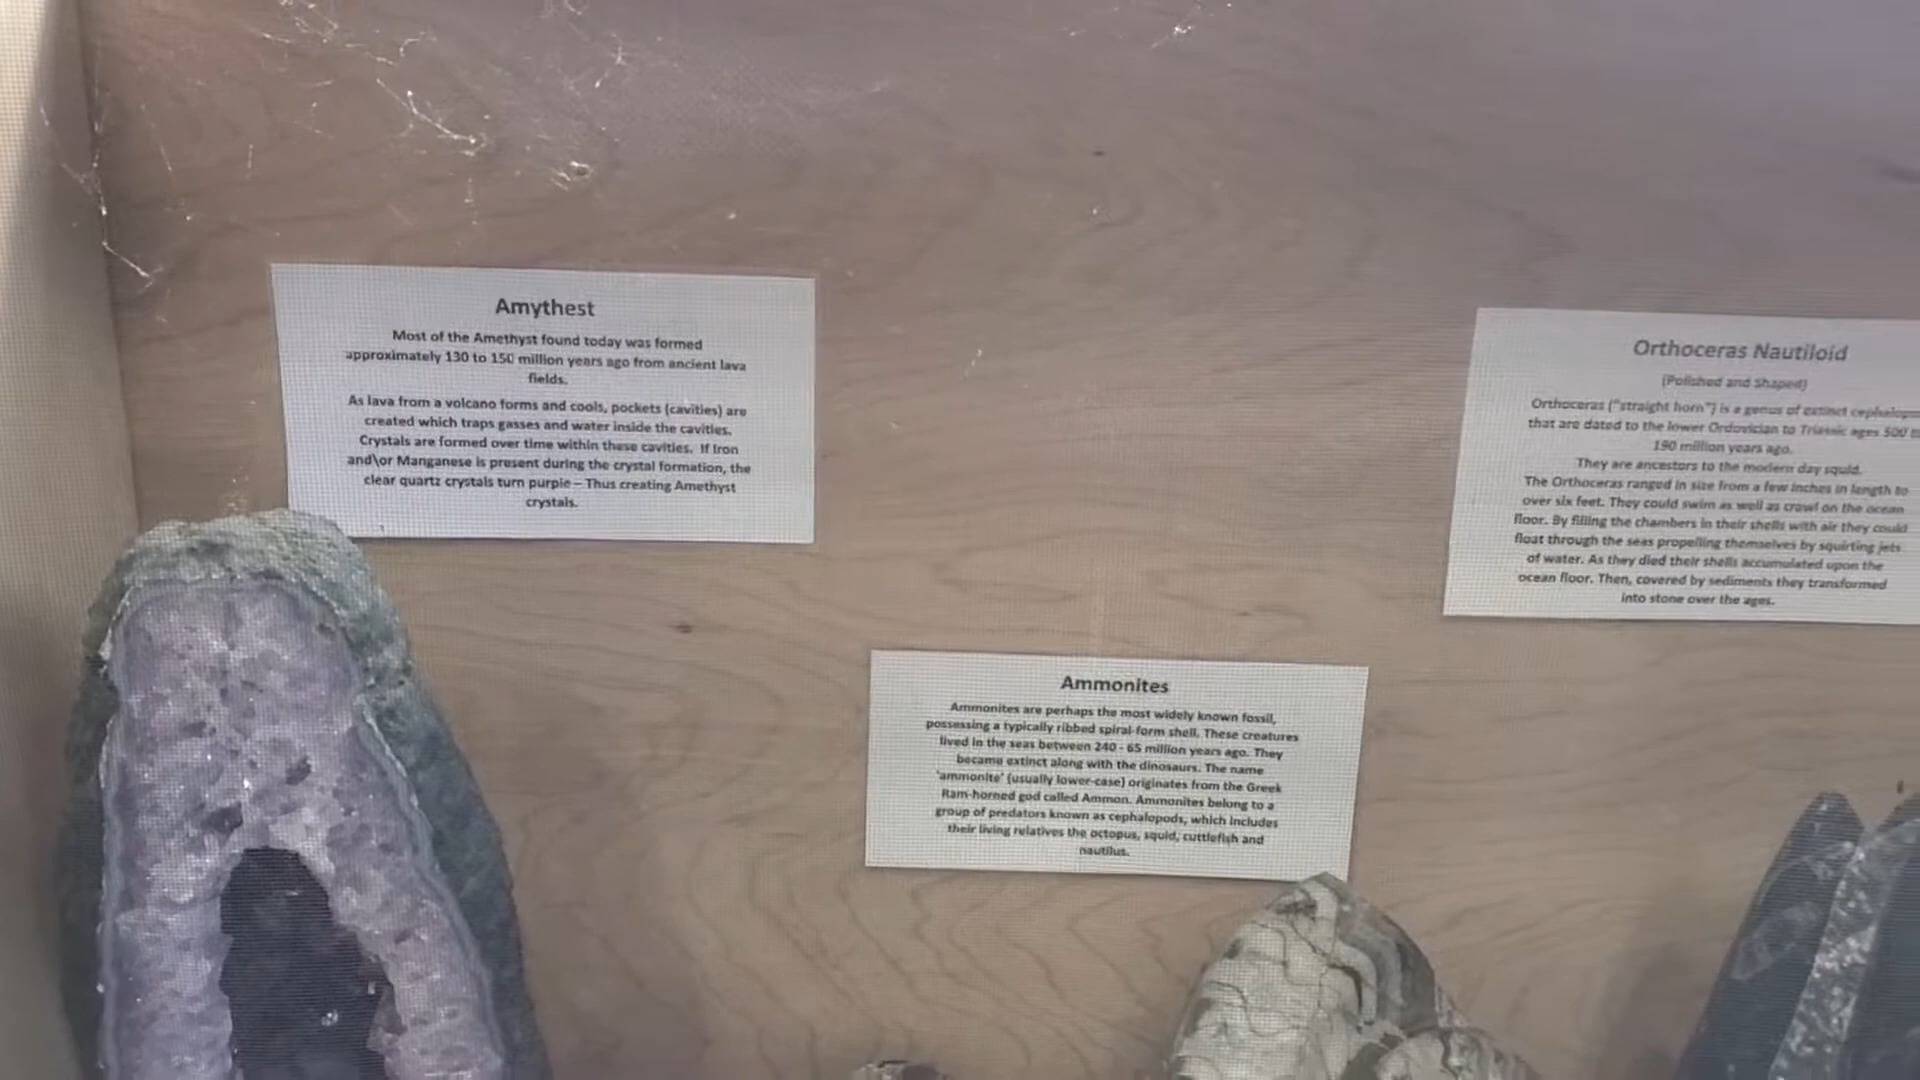 Amythest
Most of the Amethyst found today was formed
approximately 130 to 150 million years ago from ancient lava
fields.
As lava from a volcano forms and cools, pockets (cavities) are
created which traps gasses and water inside the cavities.
Crystals are formed over time within these cavities. If Iron
and\or Manganese is present during the crystal formation, the
clear quartz crystals turn purple – Thus creating Amethyst
crystals.
Ammonites
Ammonites are perhaps the most widely known fossil,
possessing a typically ribbed spiral-form shell. These creatures
lived in the seas between 240 - 65 million years ago. They
became extinct along with the dinosaurs. The name
'ammonite' (usually lower-case) originates from the Greek
Ram-horned god called Ammon. Ammonites belong to a
group of predators known as cephalopods, which includes
their living relatives the octopus, squid, cuttlefish and
nautilus.
Orthoceras Nautiloid
(Polished and Shaped)
Orthoceras ("straight horn") is a genus of extinct
that are dated to the lower Ordovician to Triassic ages 500
190 million years ago.
They are ancestors to the modern day squid.
The Orthoceras ranged in size from a few inches in length to
over six feet. They could swim as well as crawl on the ocean
floor. By filling the chambers in their shells with air they could
float through the seas propelling themselves by squirting jets
of water. As they died their shells accumulated upon the
ocean floor. Then, covered by sediments they transformed
into stone over the ages.